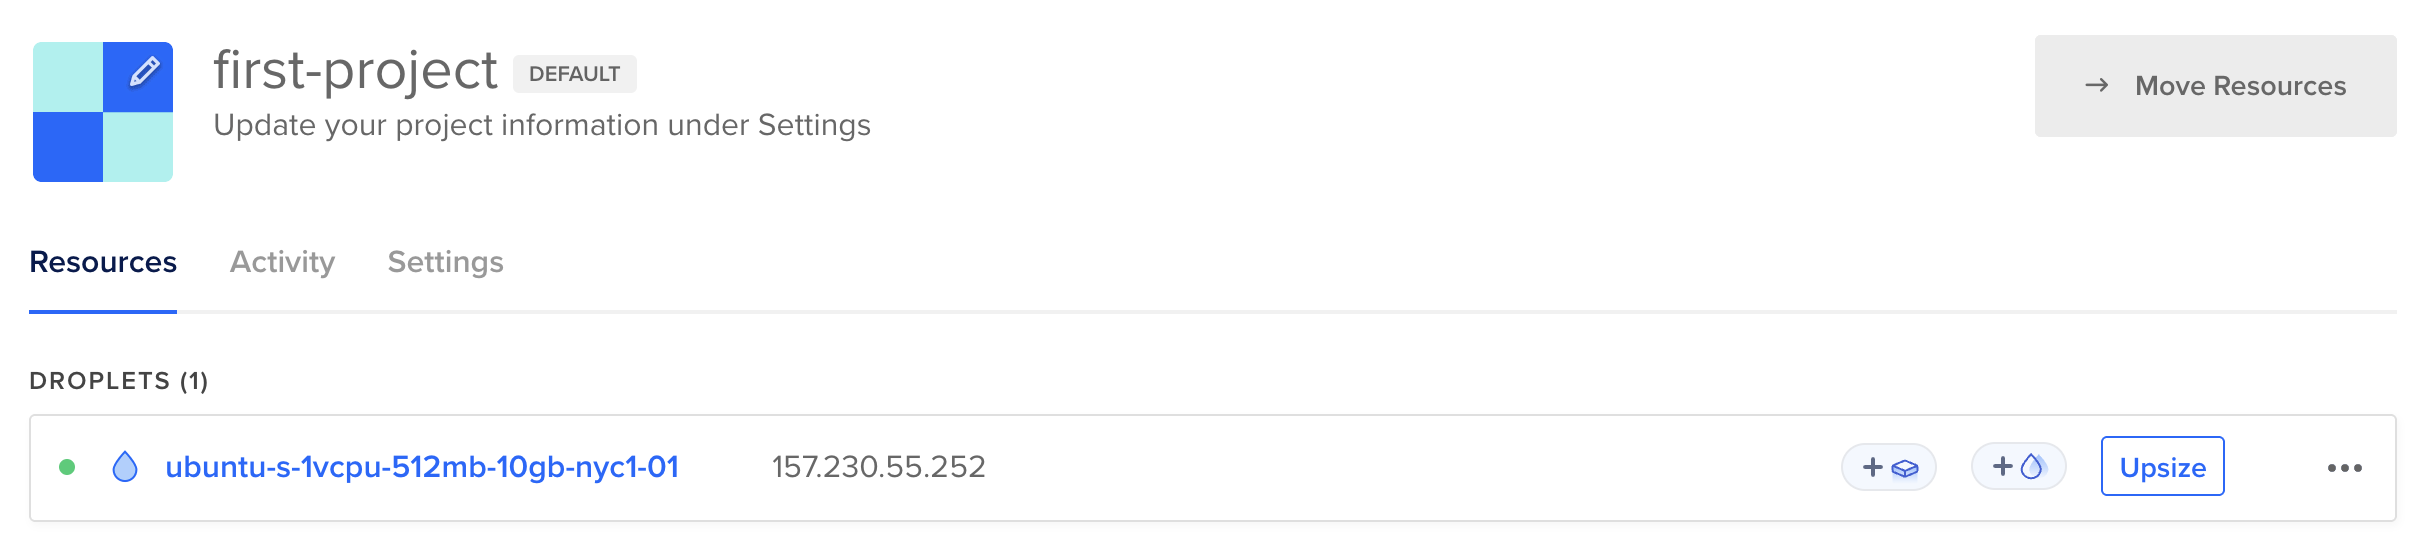 first-project DEFAULT
Update your project information under Settings
→ Move Resources
Resources Activity Settings
DROPLETS (1)
ubuntu-s-1vcpu-512mb-10gb-nyc1-01 157.230.55.252 + + Upsize •••